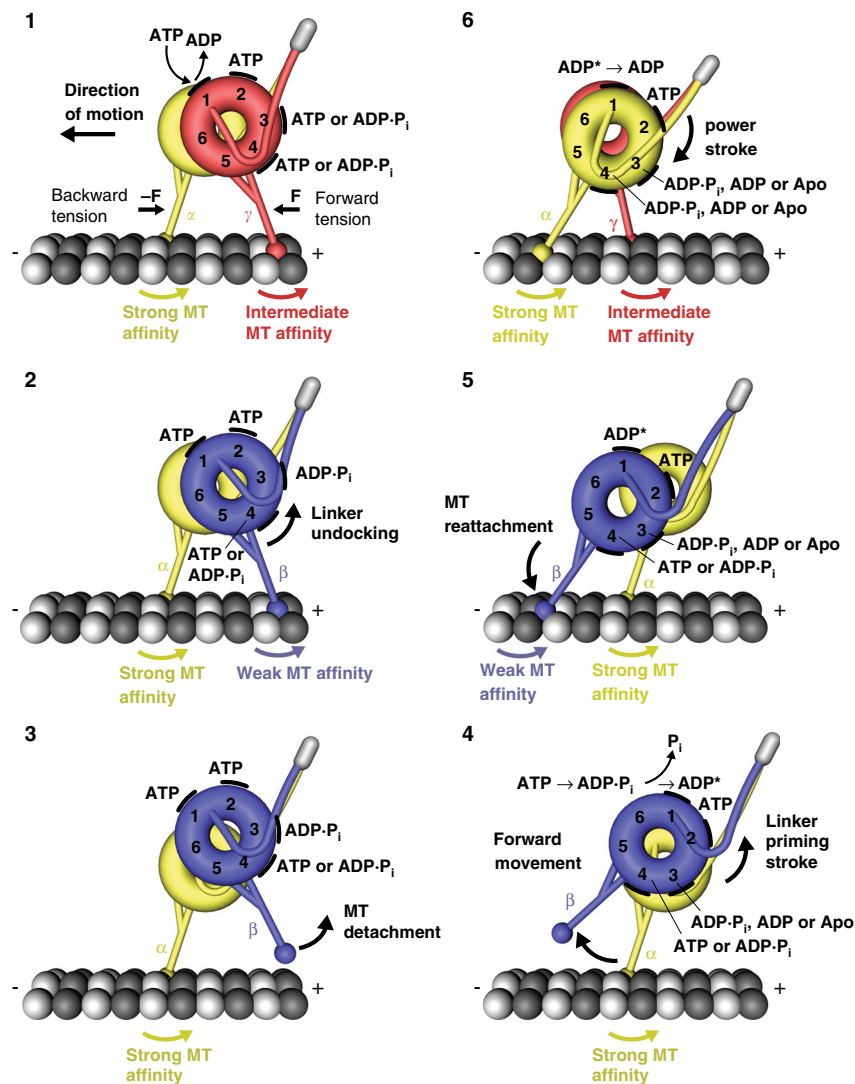 1
ATP
ADP
ATP
Direction
of motion
1
2
3
4
5
6
ATP or ADP·Pi
ATP or ADP·Pi
Backward
tension
–F
F
Forward
tension
α
γ
-
+
Strong MT
affinity
Intermediate
MT affinity
2
ATP
ATP
1
2
3
4
5
6
ADP·Pi
Linker
undocking
ATP or
ADP·Pi
α
β
-
+
Strong MT
affinity
Weak MT affinity
3
ATP
ATP
1
2
3
4
5
6
ADP·Pi
ATP or ADP·Pi
MT
detachment
α
β
-
+
Strong MT
affinity
6
ADP* → ADP
ATP
1
2
3
4
5
6
power
stroke
ADP·Pi, ADP or Apo
ADP·Pi, ADP or Apo
α
γ
-
+
Strong MT
affinity
Intermediate
MT affinity
5
ADP*
ATP
1
2
3
4
5
6
MT
reattachment
ADP·Pi, ADP or Apo
ATP or ADP·Pi
β
α
-
+
Weak MT
affinity
Strong MT
affinity
4
Pi
ATP → ADP·Pi → ADP*
ATP
1
2
3
4
5
6
Forward
movement
Linker
priming
stroke
β
ADP·Pi, ADP or Apo
ATP or ADP·Pi
α
-
+
Strong MT
affinity